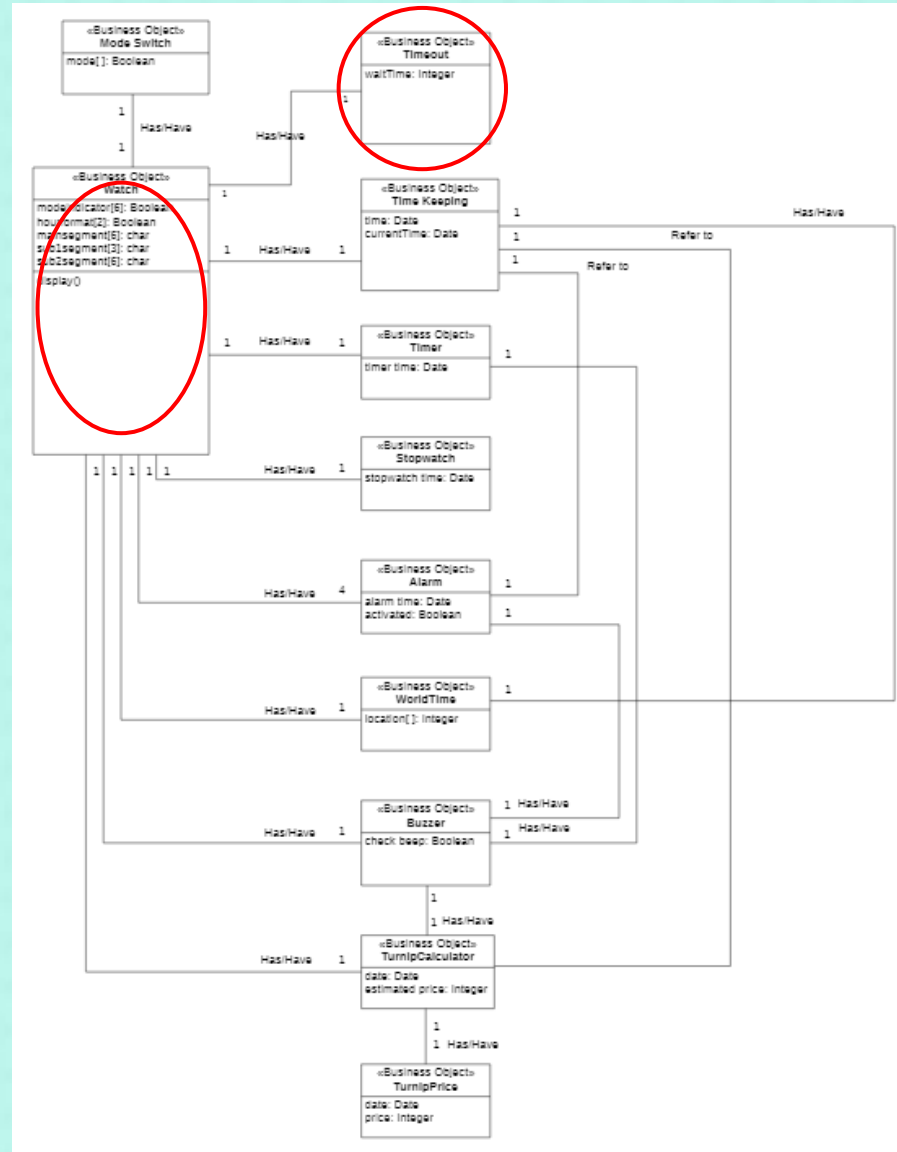 «Business Object»
Mode Switch
mode[ ]: Boolean
1
Has/Have
1
«Business Object»
Timeout
waitTime: Integer
1
Has/Have
1
«Business Object»
Watch
modeindicator[6]: Boolean
hourformat[2]: Boolean
mainsegment[6]: char
sub1segment[3]: char
sub2segment[6]: char
display()
«Business Object»
Time Keeping
time: Date
currentTime: Date
1 Has/Have 1
1 Has/Have
1 Refer to
1 Refer to
«Business Object»
Timer
timer time: Date
1 Has/Have 1
1
«Business Object»
Stopwatch
stopwatch time: Date
1 1 1 1 1
Has/Have 1
«Business Object»
Alarm
alarm time: Date
activated: Boolean
Has/Have 4
1
1
«Business Object»
WorldTime
location[ ]: Integer
Has/Have 1
1
«Business Object»
Buzzer
check beep: Boolean
Has/Have 1
1 Has/Have
1 Has/Have
1
1 Has/Have
«Business Object»
TurnipCalculator
date: Date
estimated price: Integer
Has/Have 1
1
1 Has/Have
«Business Object»
TurnipPrice
date: Date
price: Integer